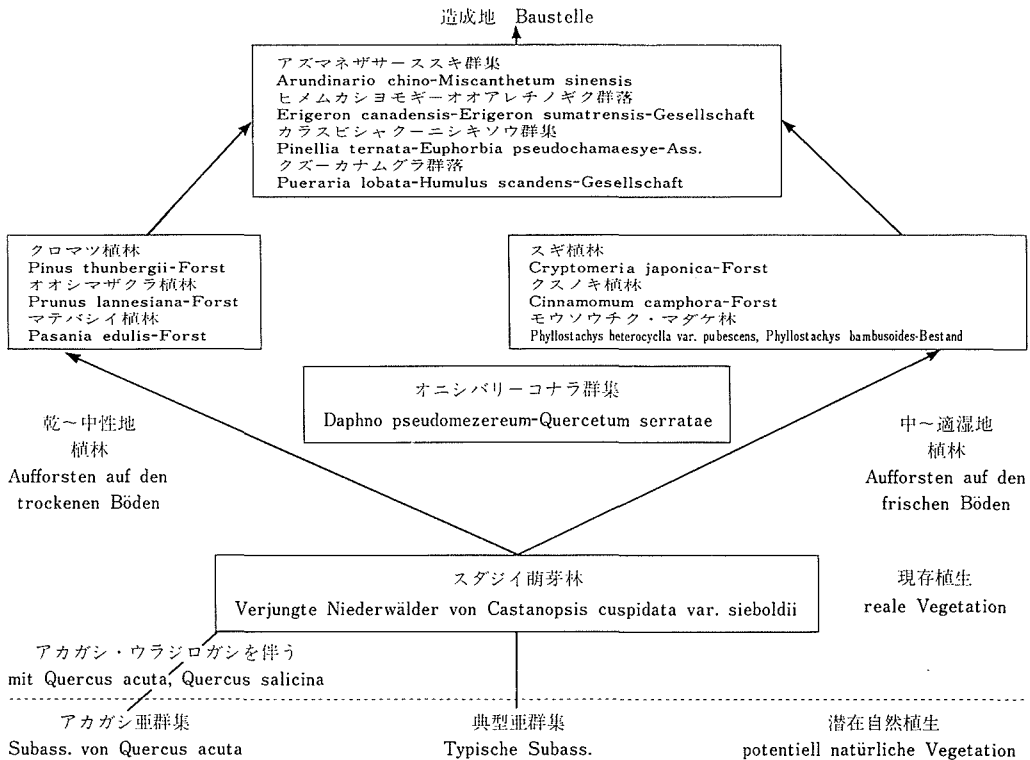 造成地 Baustelle
アズマネザサーススキ群集
Arundinario chino-Miscanthetum sinensis
ヒメムカシヨモギーオオアレチノギク群落
Erigeron canadensis-Erigeron sumatrensis-Gesellschaft
カラスビシャクーニシキソウ群集
Pinellia ternata-Euphorbia pseudochamaesye-Ass.
クズーカナムグラ群落
Pueraria lobata-Humulus scandens-Gesellschaft
クロマツ植林
Pinus thunbergii-Forst
オオシマザクラ植林
Prunus lannesiana-Forst
マテバシイ植林
Pasania edulis-Forst
スギ植林
Cryptomeria japonica-Forst
クスノキ植林
Cinnamomum camphora-Forst
モウソウチク・マダケ林
Phyllostachys heterocyclla var. pubescens, Phyllostachys bambusoides-Bestand
オニシバリーコナラ群集
Daphno pseudomezereum-Quercetum serratae
乾〜中性地
植林
Aufforsten auf den
trockenen Böden
中〜適湿地
植林
Aufforsten auf den
frischen Böden
スダジイ萌芽林
Verjungte Niederwälder von Castanopsis cuspidata var. sieboldii
現存植生
reale Vegetation
アカガシ・ウラジロガシを伴う
mit Quercus acuta, Quercus salicina
アカガシ亜群集
Subass. von Quercus acuta
典型亜群集
Typische Subass.
潜在自然植生
potentiell natürliche Vegetation